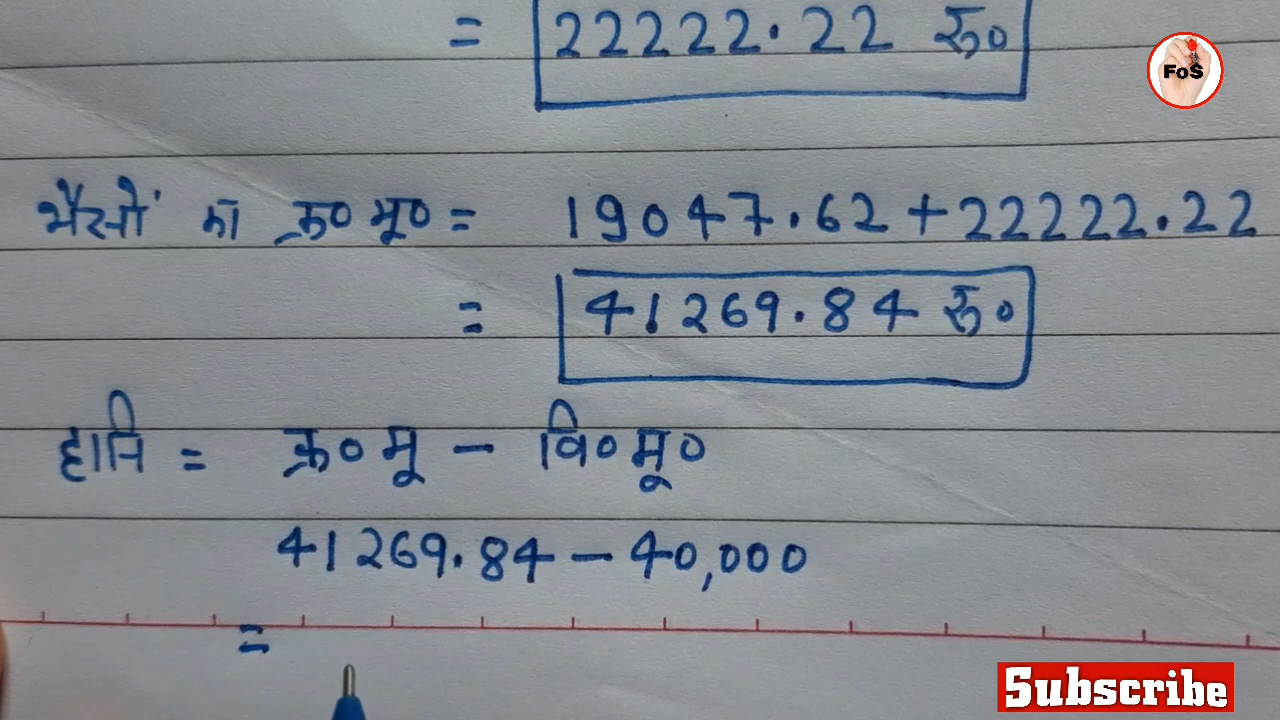 = 22222.22 रु०
FoS
भैसों का क्र० मू० = 19047.62 + 22222.22
= 41269.84 रु०
हानि = क्र० मू - वि० मू०
41269.84 - 40,000
=
Subscribe